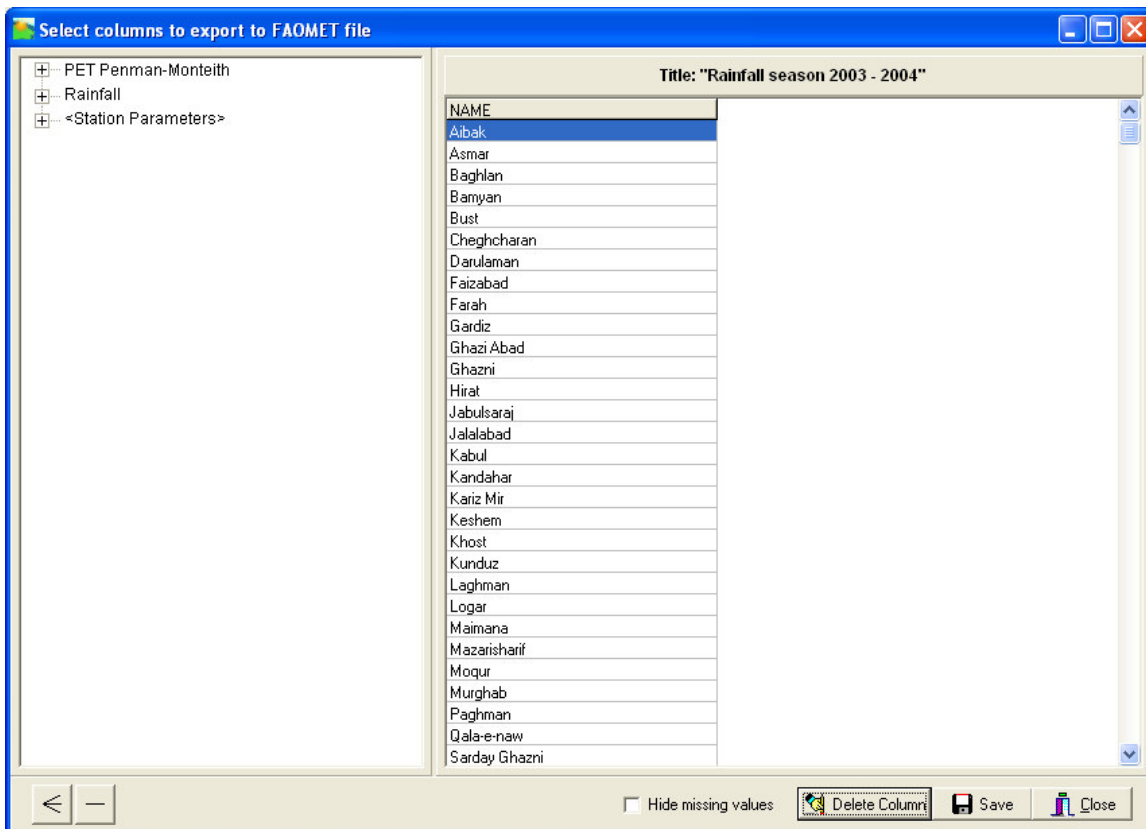 Select columns to export to FAOMET file
PET Penman-Monteith
Rainfall
<Station Parameters>
Title: "Rainfall season 2003 - 2004"
NAME
Aibak
Asmar
Baghlan
Bamyan
Bust
Cheghcharan
Darulaman
Faizabad
Farah
Gardiz
Ghazi Abad
Ghazni
Hirat
Jabulsaraj
Jalalabad
Kabul
Kandahar
Kariz Mir
Keshem
Khost
Kunduz
Laghman
Logar
Maimana
Mazarisharif
Moqur
Murghab
Paghman
Qala-e-naw
Sarday Ghazni
Hide missing values Delete Column Save Close